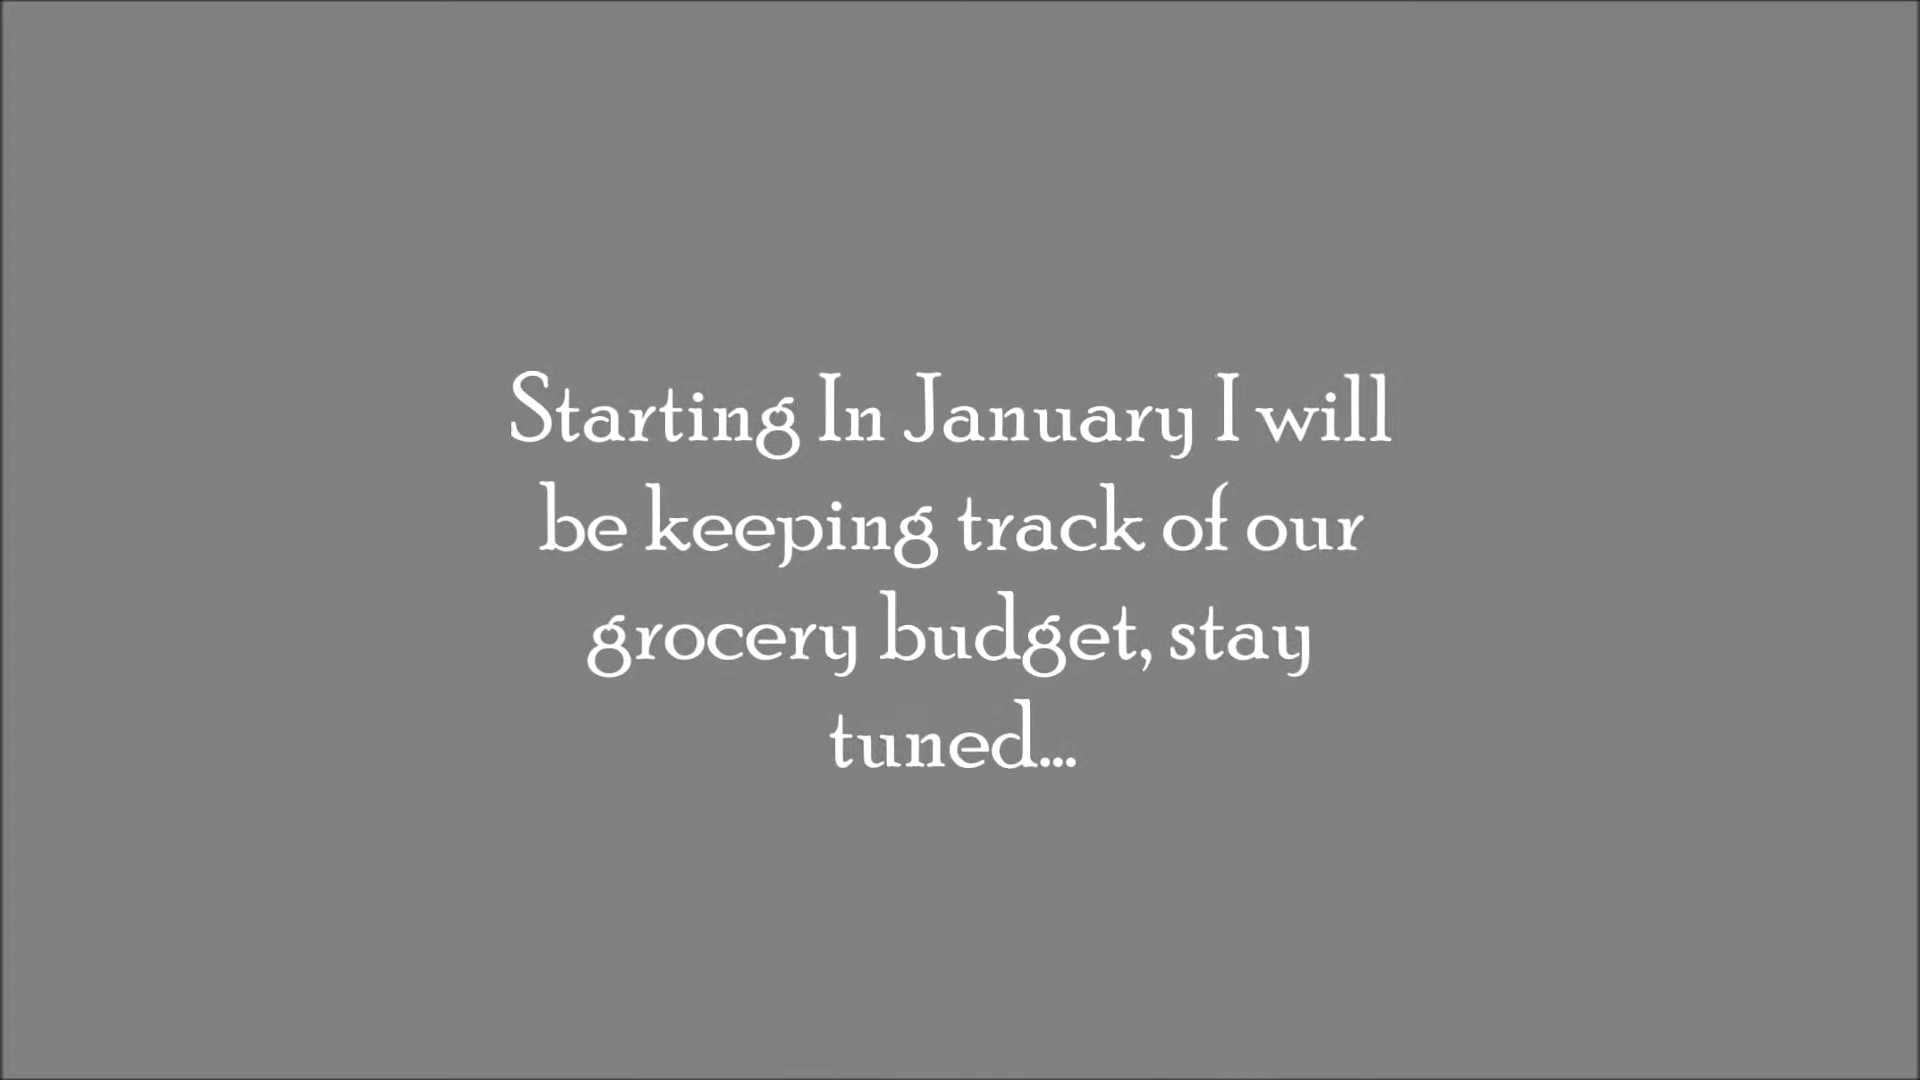 Starting In January I will
be keeping track of our
grocery budget, stay
tuned...